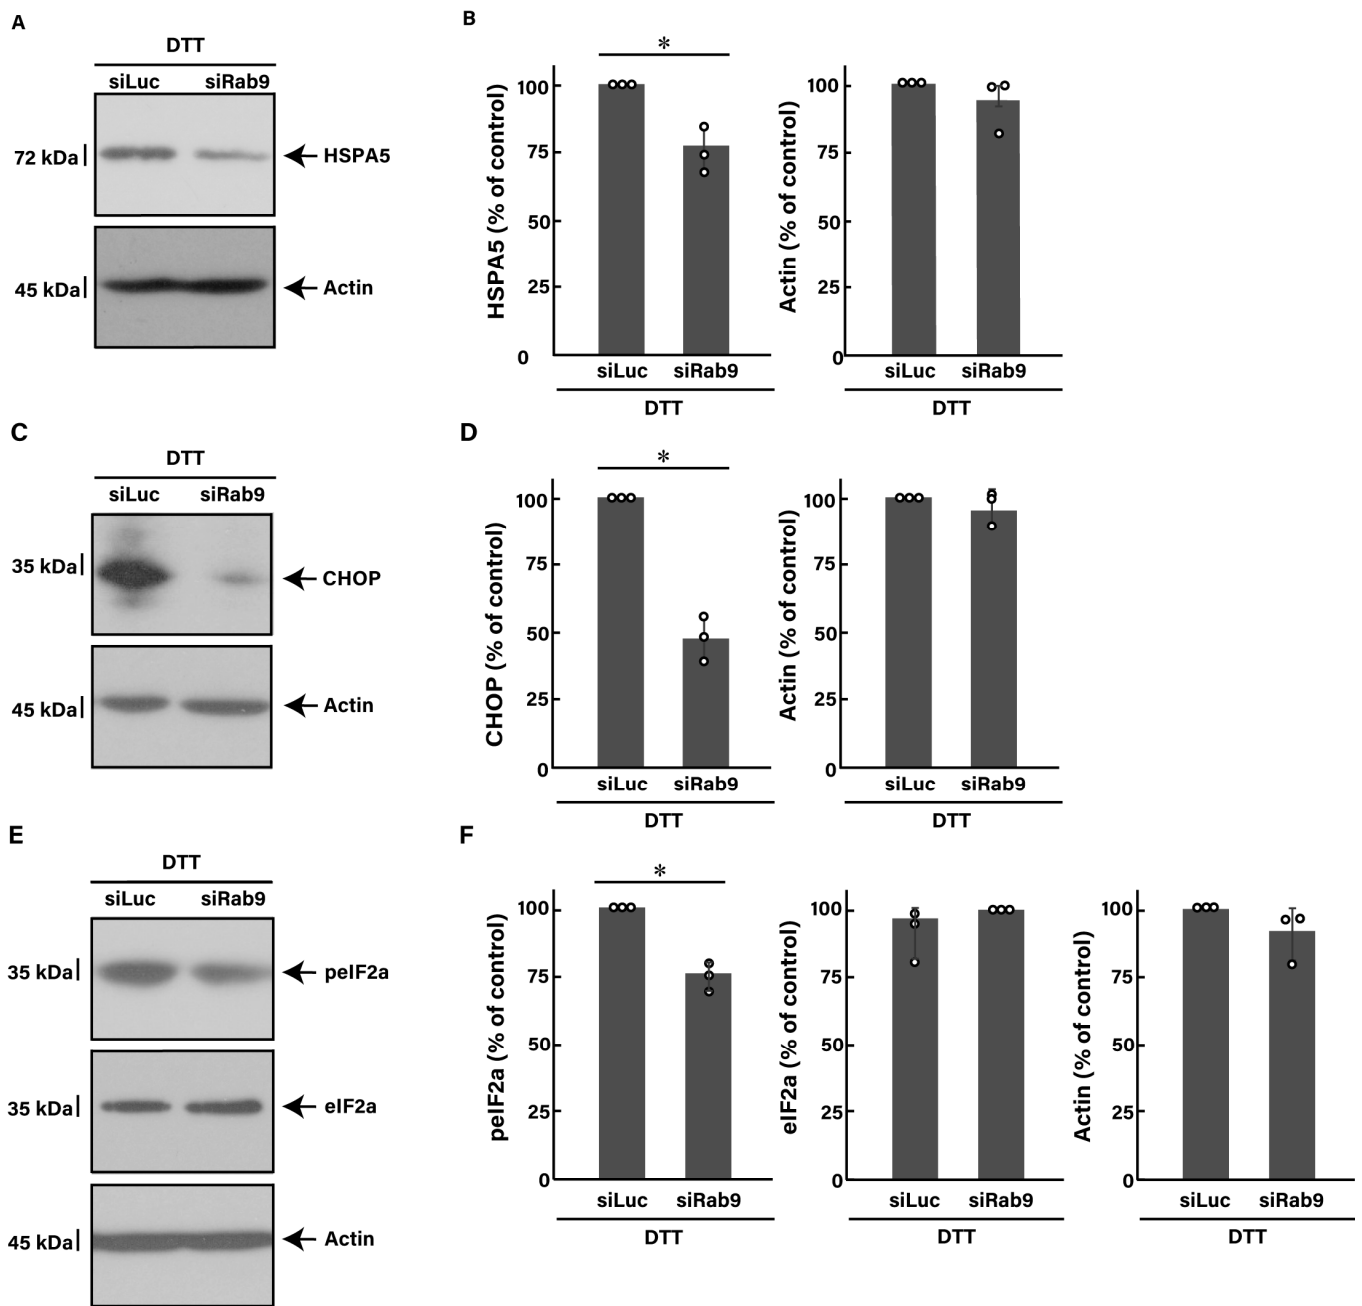 A
DTT
siLuc siRab9
72 kDa
HSPA5
45 kDa
Actin
B
*
HSPA5 (% of control)
100
75
50
25
0
siLuc siRab9
DTT
Actin (% of control)
100
75
50
25
0
siLuc siRab9
DTT
C
DTT
siLuc siRab9
35 kDa
CHOP
45 kDa
Actin
D
*
CHOP (% of control)
100
75
50
25
0
siLuc siRab9
DTT
Actin (% of control)
100
75
50
25
0
siLuc siRab9
DTT
E
DTT
siLuc siRab9
35 kDa
peIF2a
35 kDa
eIF2a
45 kDa
Actin
F
*
peIF2a (% of control)
100
75
50
25
0
siLuc siRab9
DTT
eIF2a (% of control)
100
75
50
25
0
siLuc siRab9
DTT
Actin (% of control)
100
75
50
25
0
siLuc siRab9
DTT